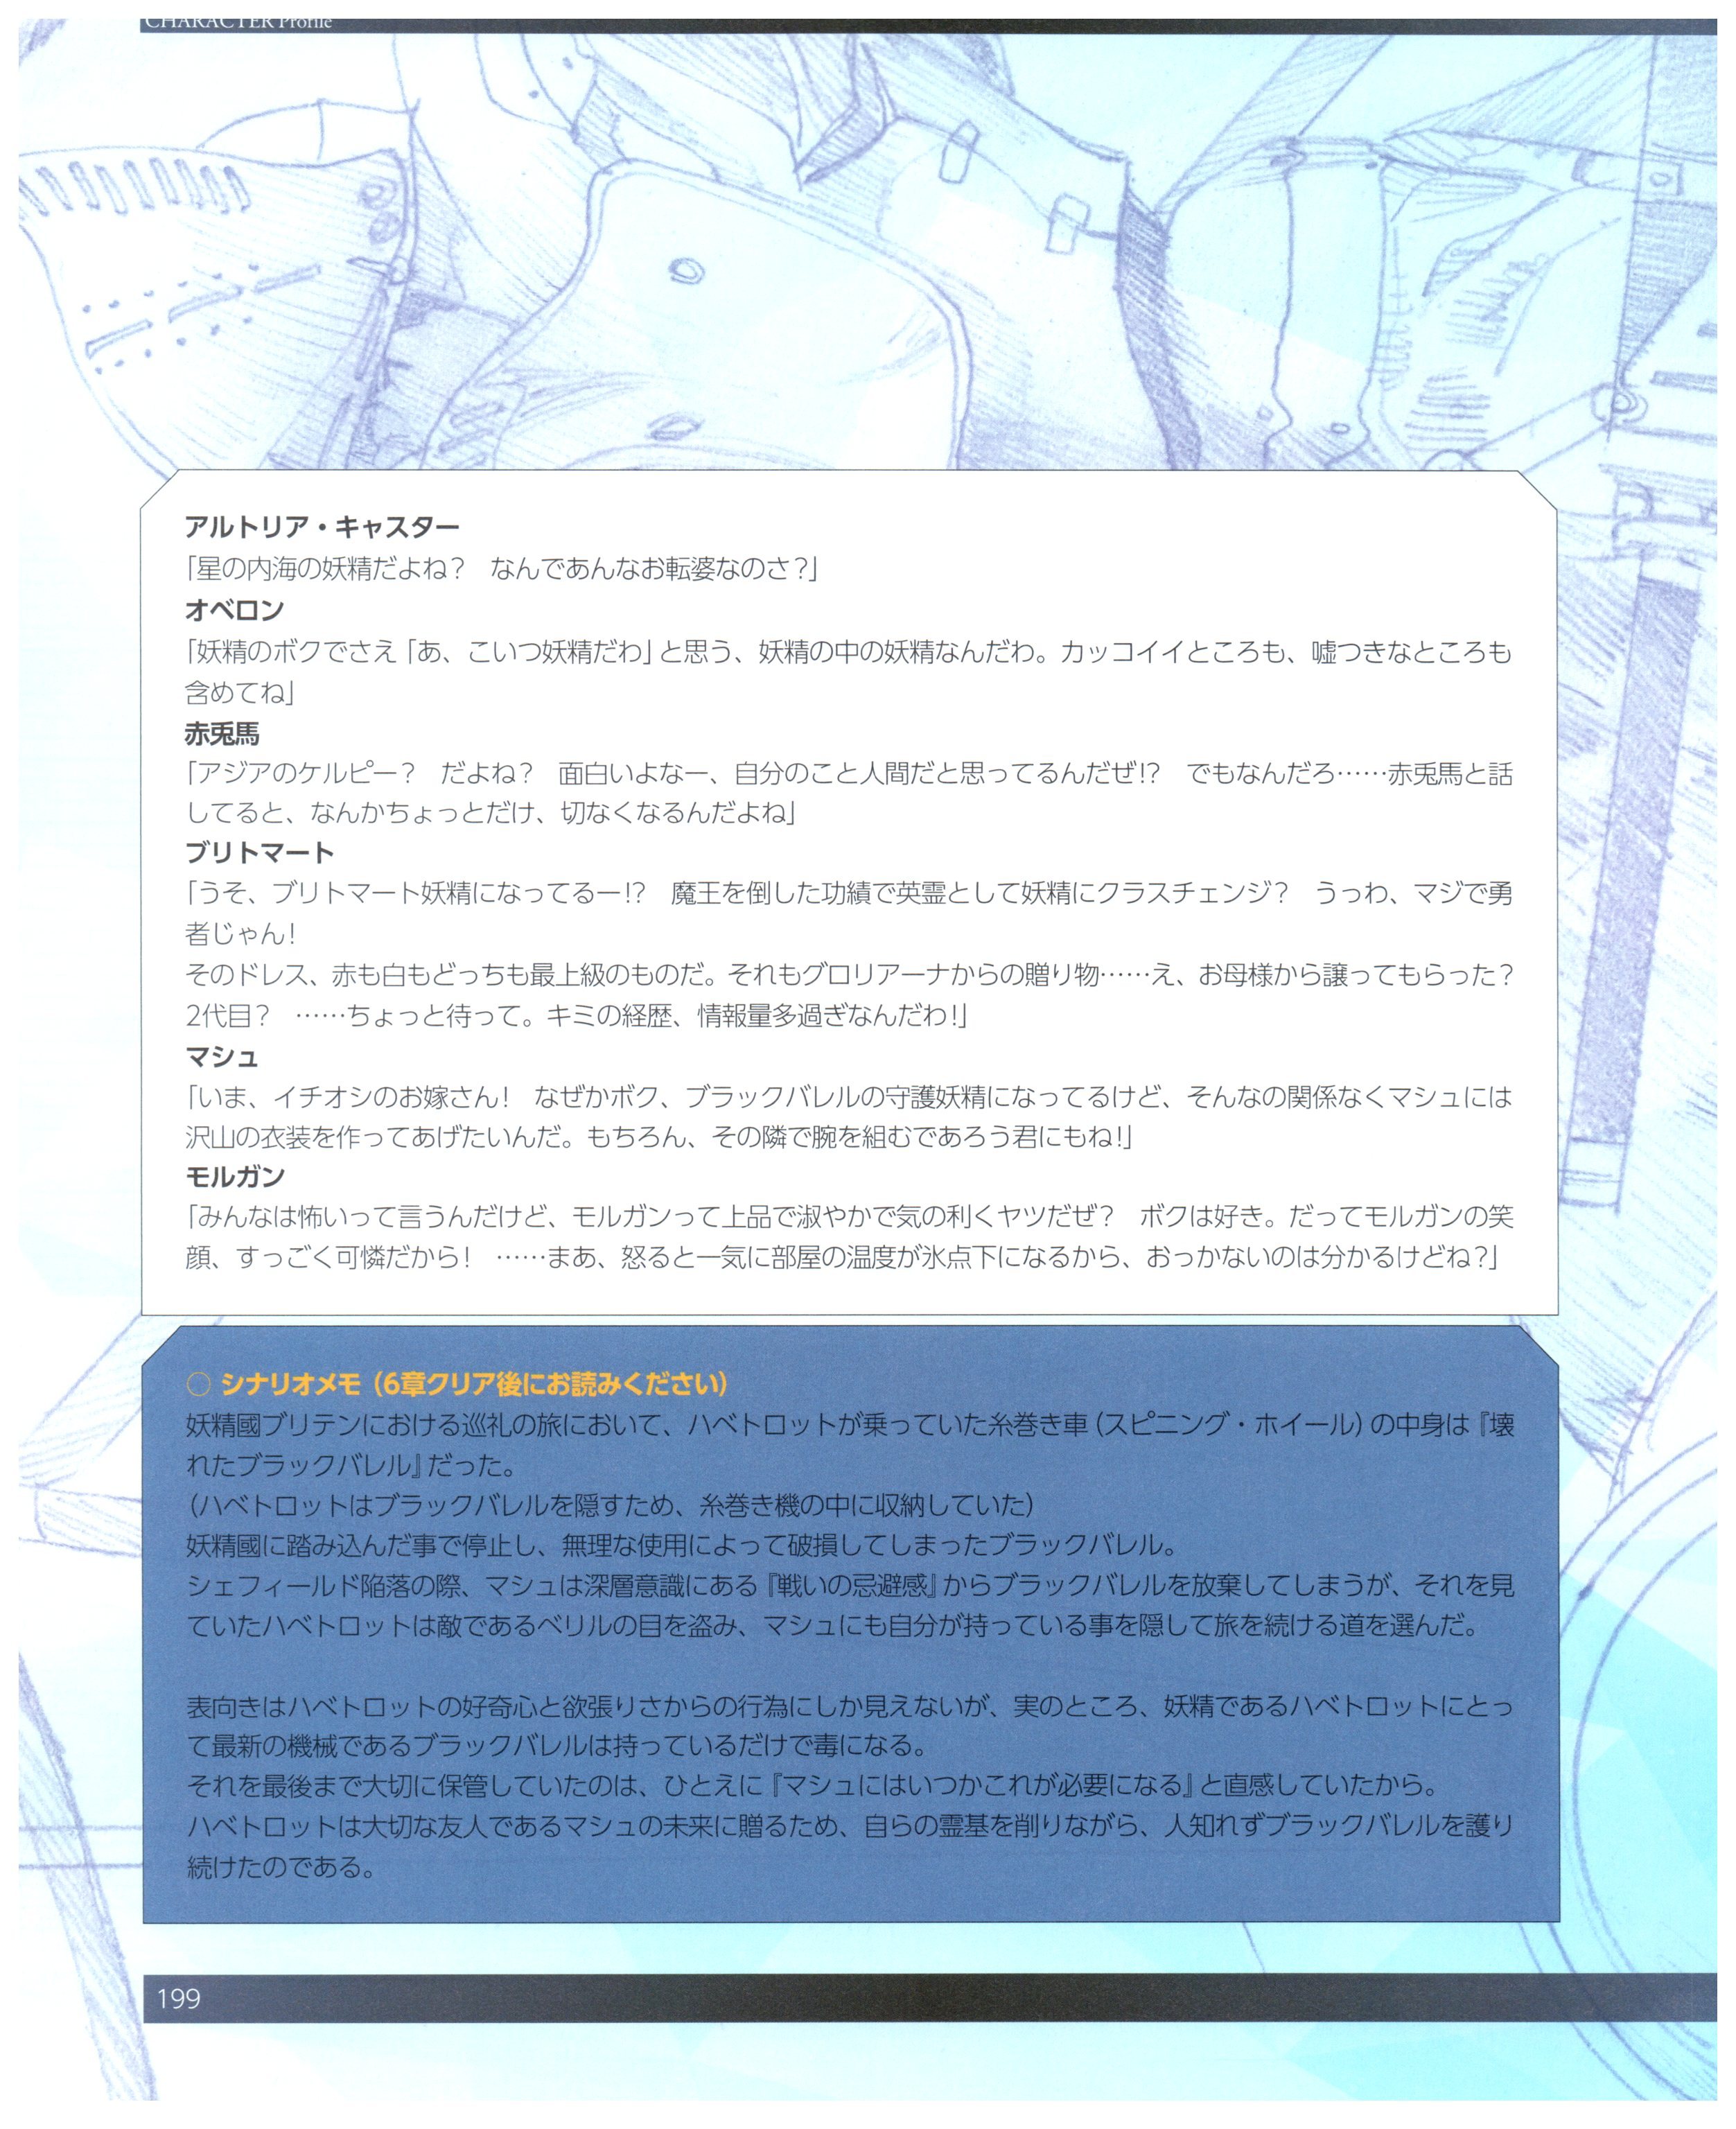 CHARACTER Profile
アルトリア・キャスター
「星の内海の妖精だよね？　なんであんなお転婆なのさ？」
オベロン
「妖精のボクでさえ「あ、こいつ妖精だわ」と思う、妖精の中の妖精なんだわ。カッコイイところも、嘘つきなところも
含めてね」
赤兎馬
「アジアのケルピー？　だよね？　面白いよなー、自分のこと人間だと思ってるんだぜ!?　でもなんだろ……赤兎馬と話
してると、なんかちょっとだけ、切なくなるんだよね」
ブリトマート
「うそ、ブリトマート妖精になってるー!?　魔王を倒した功績で英霊として妖精にクラスチェンジ？　うっわ、マジで勇
者じゃん！
そのドレス、赤も白もどっちも最上級のものだ。それもグロリアーナからの贈り物……え、お母様から譲ってもらった？
2代目？　……ちょっと待って。キミの経歴、情報量多過ぎなんだわ！」
マシュ
「いま、イチオシのお嫁さん！　なぜかボク、ブラックバレルの守護妖精になってるけど、そんなの関係なくマシュには
沢山の衣装を作ってあげたいんだ。もちろん、その隣で腕を組むであろう君にもね！」
モルガン
「みんなは怖いって言うんだけど、モルガンって上品で淑やかで気の利くヤツだぜ？　ボクは好き。だってモルガンの笑
顔、すっごく可憐だから！　……まあ、怒ると一気に部屋の温度が氷点下になるから、おっかないのは分かるけどね？」
○ シナリオメモ（6章クリア後にお読みください）
妖精國ブリテンにおける巡礼の旅において、ハベトロットが乗っていた糸巻き車（スピニング・ホイール）の中身は『壊
れたブラックバレル』だった。
（ハベトロットはブラックバレルを隠すため、糸巻き機の中に収納していた）
妖精國に踏み込んだ事で停止し、無理な使用によって破損してしまったブラックバレル。
シェフィールド陥落の際、マシュは深層意識にある『戦いの忌避感』からブラックバレルを放棄してしまうが、それを見
ていたハベトロットは敵であるベリルの目を盗み、マシュにも自分が持っている事を隠して旅を続ける道を選んだ。
表向きはハベトロットの好奇心と欲張りさからの行為にしか見えないが、実のところ、妖精であるハベトロットにとっ
て最新の機械であるブラックバレルは持っているだけで毒になる。
それを最後まで大切に保管していたのは、ひとえに『マシュにはいつかこれが必要になる』と直感していたから。
ハベトロットは大切な友人であるマシュの未来に贈るため、自らの霊基を削りながら、人知れずブラックバレルを護り
続けたのである。
199